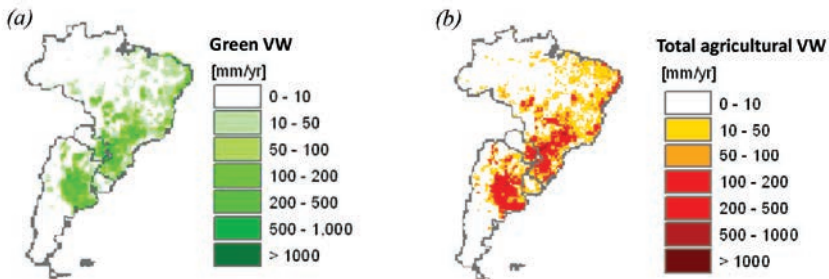 (a)
Green VW
[mm/yr]
0 - 10
10 - 50
50 - 100
100 - 200
200 - 500
500 - 1,000
> 1000
(b)
Total agricultural VW
[mm/yr]
0 - 10
10 - 50
50 - 100
100 - 200
200 - 500
500 - 1000
> 1000